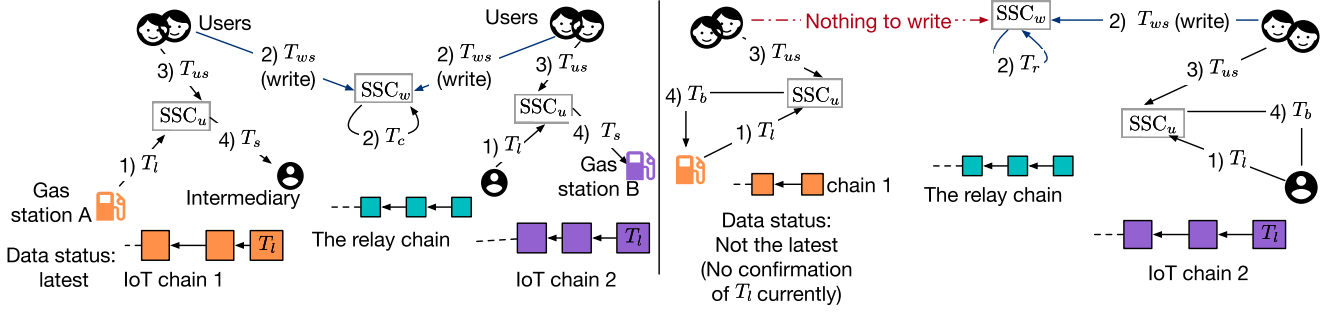 Users
2) T_ws
(write)
3) T_us
SSC_u
1) T_l
4) T_s
Gas
station A
Intermediary
Data status:
latest
T_l
IoT chain 1
SSC_w
2) T_c
The relay chain
Users
2) T_ws
(write)
3) T_us
SSC_u
1) T_l
4) T_s
Gas
station B
T_l
IoT chain 2
Nothing to write
SSC_w
2) T_ws (write)
2) T_r
3) T_us
4) T_b
SSC_u
1) T_l
chain 1
Data status:
Not the latest
(No confirmation
of T_l currently)
The relay chain
3) T_us
SSC_u
4) T_b
1) T_l
T_l
IoT chain 2